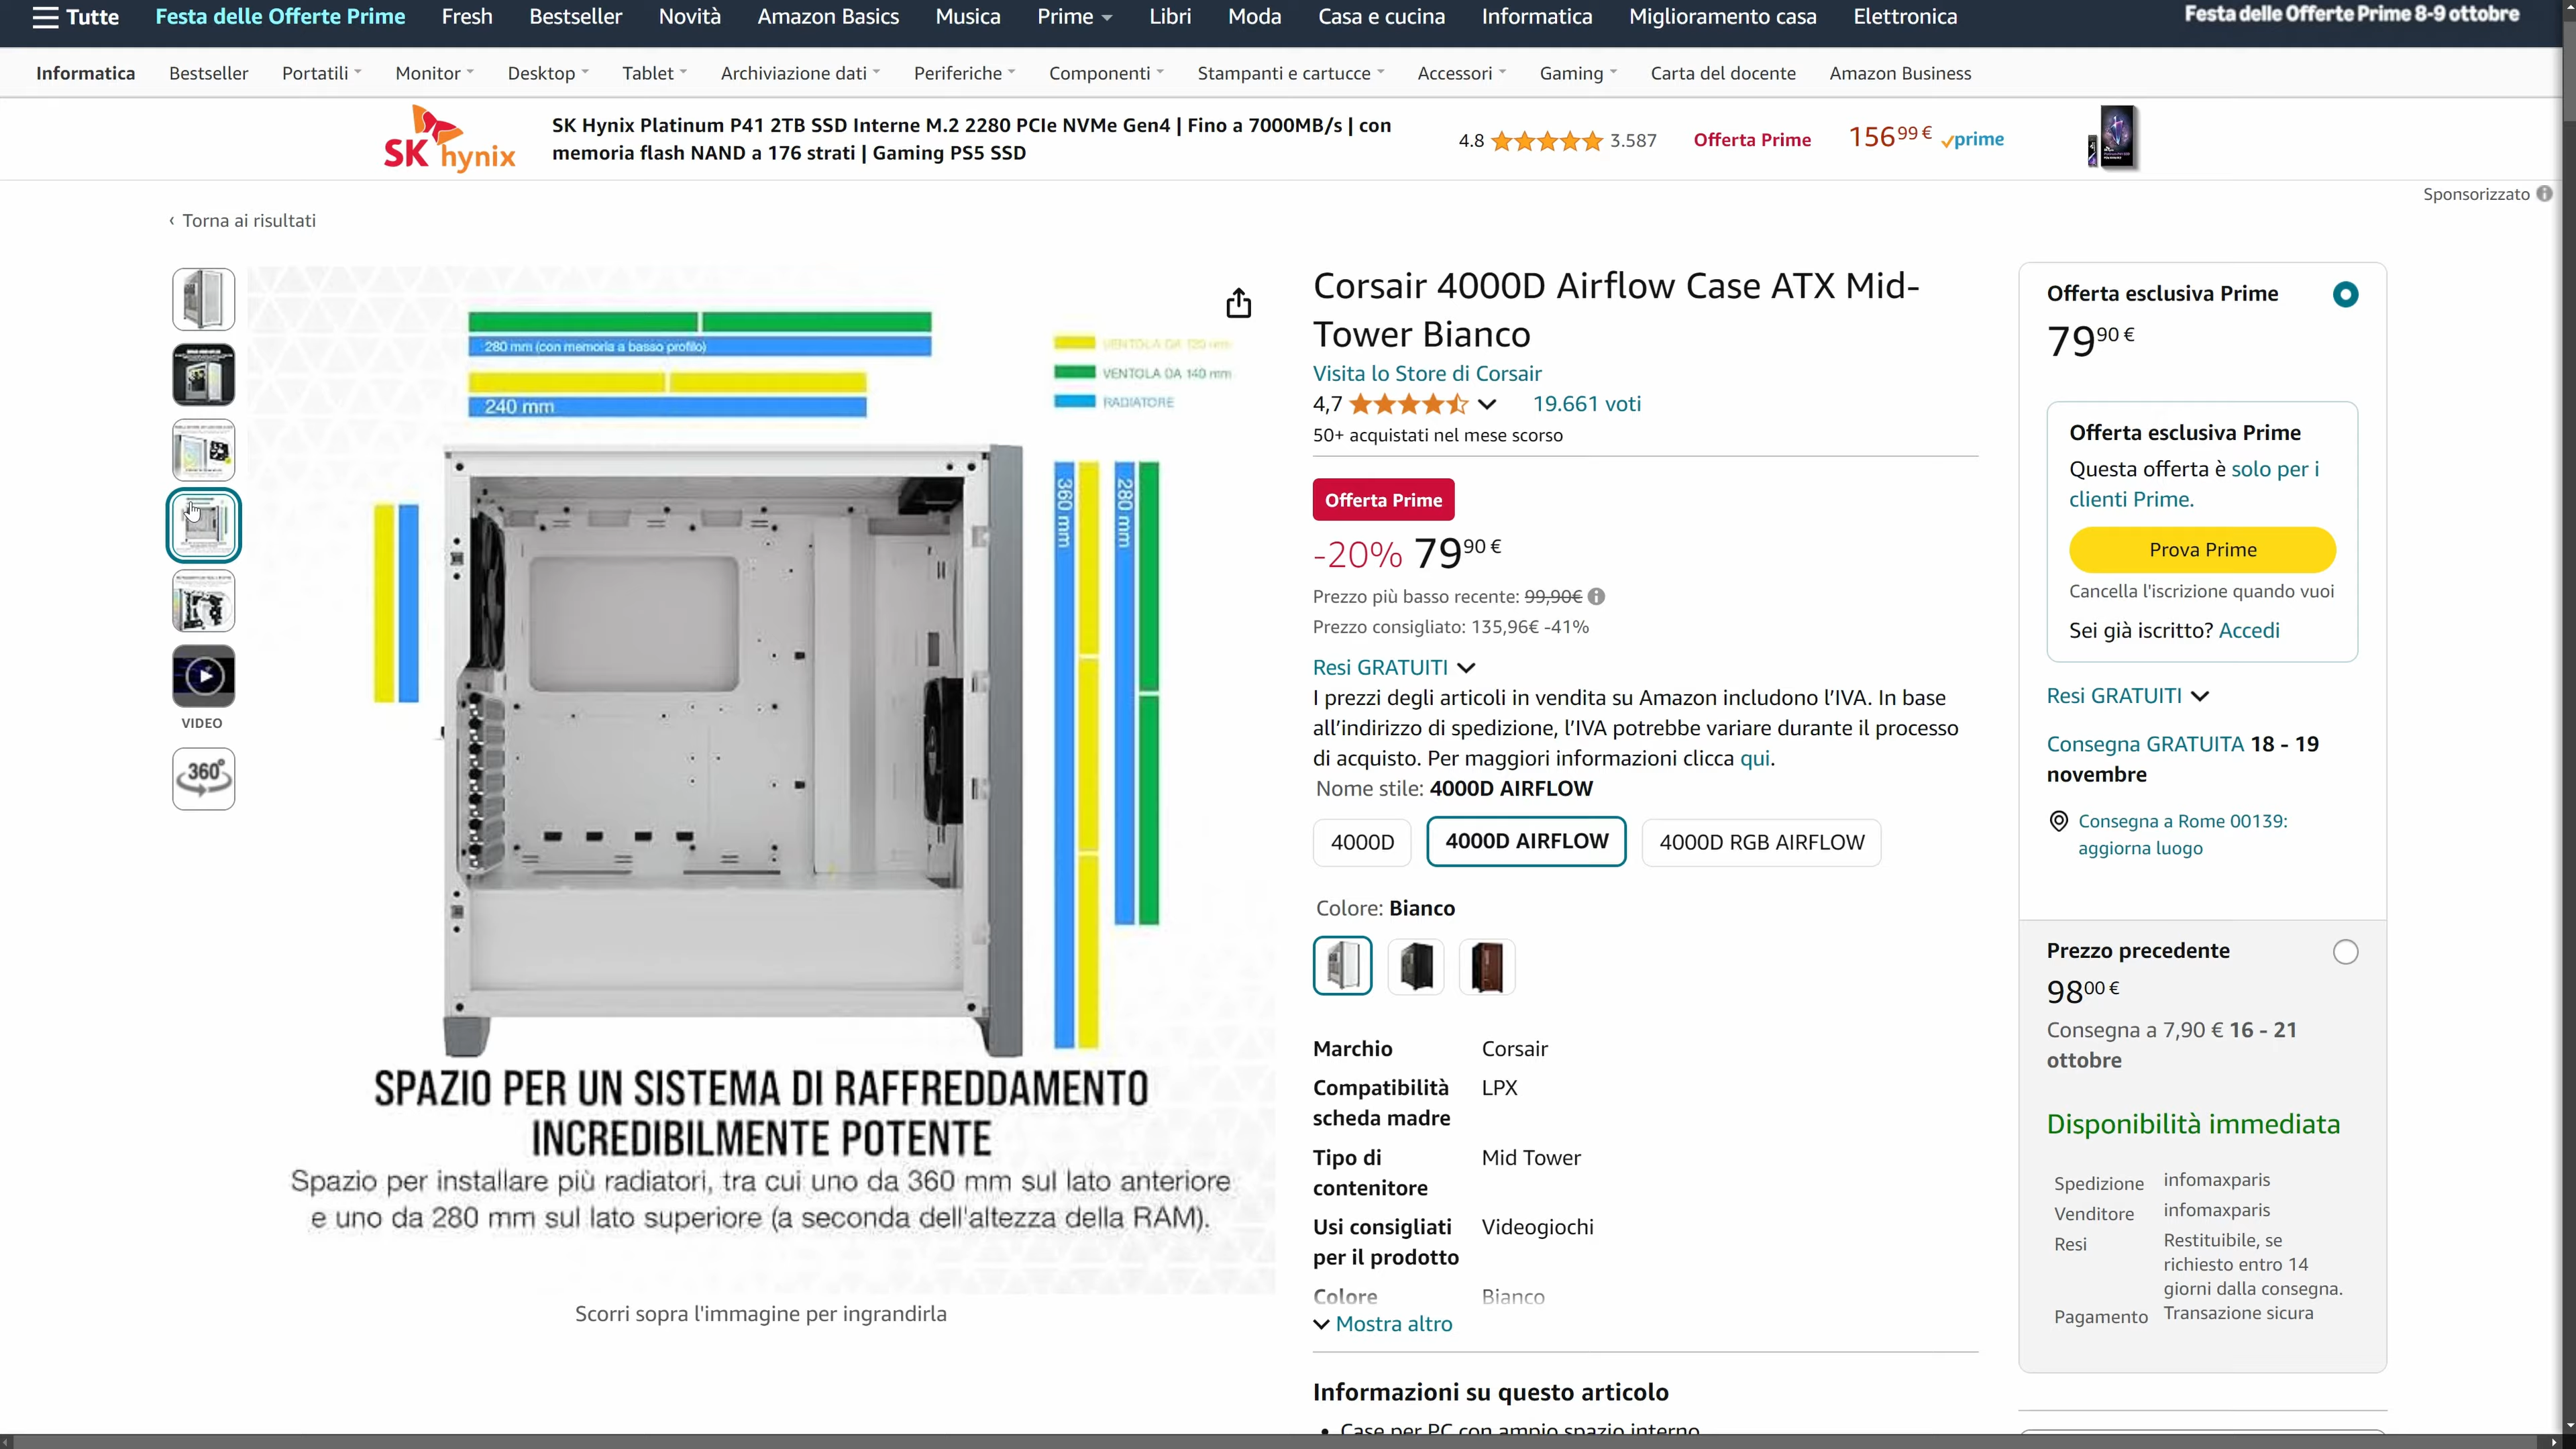 Tutte
Festa delle Offerte Prime
Fresh
Bestseller
Novità
Amazon Basics
Musica
Prime
Libri
Moda
Casa e cucina
Informatica
Miglioramento casa
Elettronica
Festa delle Offerte Prime 8-9 ottobre
Informatica
Bestseller
Portatili
Monitor
Desktop
Tablet
Archiviazione dati
Periferiche
Componenti
Stampanti e cartucce
Accessori
Gaming
Carta del docente
Amazon Business
SK hynix
SK Hynix Platinum P41 2TB SSD Interne M.2 2280 PCIe NVMe Gen4 | Fino a 7000MB/s | con
memoria flash NAND a 176 strati | Gaming PS5 SSD
4.8
3.587
Offerta Prime
156 99 €
prime
Sponsorizzato
‹ Torna ai risultati
VIDEO
360°
280 mm (con memoria a basso profilo)
240 mm
VENTOLA DA 120 mm
VENTOLA DA 140 mm
RADIATORE
360 mm
280 mm
SPAZIO PER UN SISTEMA DI RAFFREDDAMENTO
INCREDIBILMENTE POTENTE
Spazio per installare più radiatori, tra cui uno da 360 mm sul lato anteriore
e uno da 280 mm sul lato superiore (a seconda dell'altezza della RAM).
Scorri sopra l'immagine per ingrandirla
Corsair 4000D Airflow Case ATX Mid-
Tower Bianco
Visita lo Store di Corsair
4,7
19.661 voti
50+ acquistati nel mese scorso
Offerta Prime
-20% 79 90 €
Prezzo più basso recente: 99,90€
Prezzo consigliato: 135,96€ -41%
Resi GRATUITI
I prezzi degli articoli in vendita su Amazon includono l’IVA. In base
all’indirizzo di spedizione, l’IVA potrebbe variare durante il processo
di acquisto. Per maggiori informazioni clicca qui.
Nome stile: 4000D AIRFLOW
4000D
4000D AIRFLOW
4000D RGB AIRFLOW
Colore: Bianco
Marchio Corsair
Compatibilità LPX
scheda madre
Tipo di Mid Tower
contenitore
Usi consigliati Videogiochi
per il prodotto
Colore Bianco
Mostra altro
Informazioni su questo articolo
• Case per PC con ampio spazio interno
Offerta esclusiva Prime
79 90 €
Offerta esclusiva Prime
Questa offerta è solo per i
clienti Prime.
Prova Prime
Cancella l'iscrizione quando vuoi
Sei già iscritto? Accedi
Resi GRATUITI
Consegna GRATUITA 18 - 19
novembre
Consegna a Rome 00139:
aggiorna luogo
Prezzo precedente
98 00 €
Consegna a 7,90 € 16 - 21
ottobre
Disponibilità immediata
Spedizione infomaxparis
Venditore infomaxparis
Resi Restituibile, se
richiesto entro 14
giorni dalla consegna.
Pagamento Transazione sicura